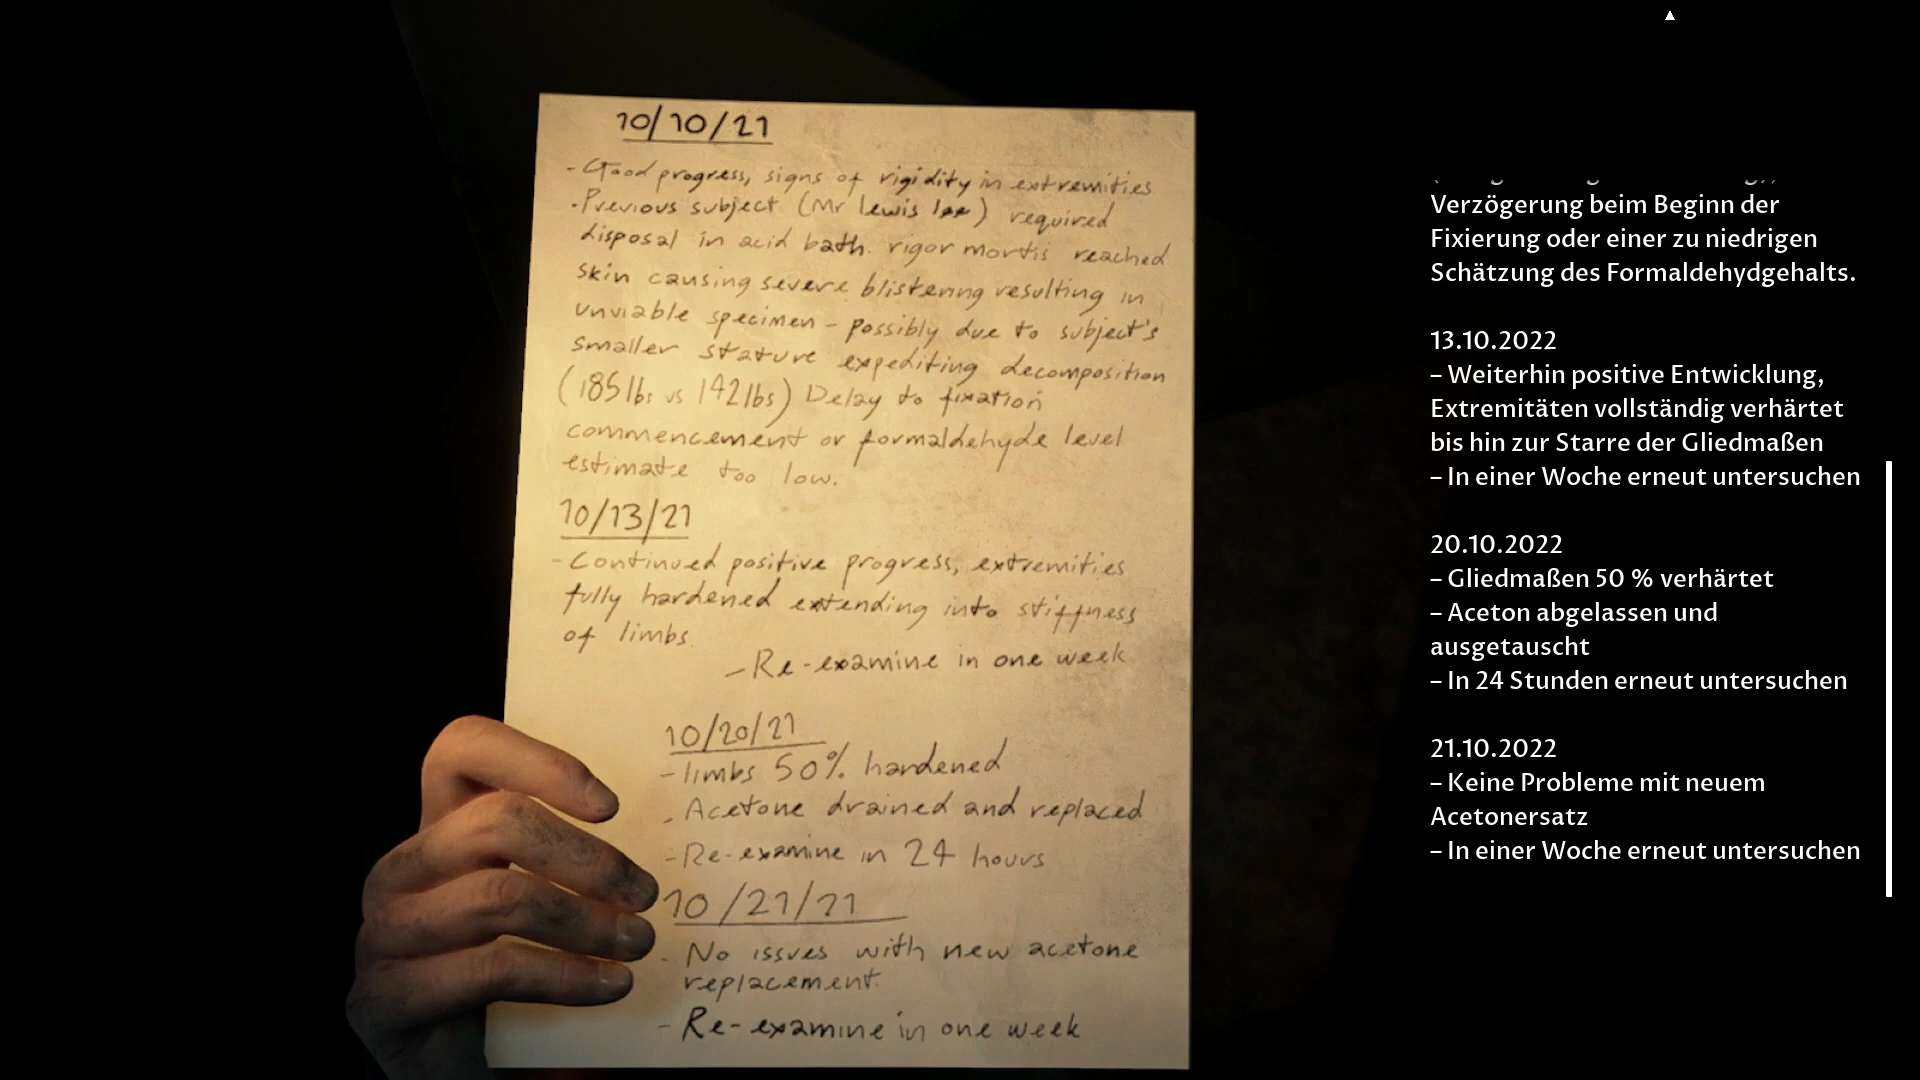 10/10/21
- Good progress, signs of rigidity in extremities
- Previous subject (Mr Lewis lee) required
disposal in acid bath. rigor mortis reached
skin causing severe blistering resulting in
unviable specimen - possibly due to subject's
smaller stature expediting decomposition
(185lbs vs 142lbs) Delay to fixation
commencement or formaldehyde level
estimate too low.
10/13/21
- Continued positive progress, extremities
fully hardened extending into stiffness
of limbs.
- Re-examine in one week
10/20/21
- limbs 50% hardened
- Acetone drained and replaced
- Re-examine in 24 hours
10/21/21
- No issues with new acetone
replacement.
- Re-examine in one week
Verzögerung beim Beginn der
Fixierung oder einer zu niedrigen
Schätzung des Formaldehydgehalts.
13.10.2022
– Weiterhin positive Entwicklung,
Extremitäten vollständig verhärtet
bis hin zur Starre der Gliedmaßen
– In einer Woche erneut untersuchen
20.10.2022
– Gliedmaßen 50 % verhärtet
– Aceton abgelassen und
ausgetauscht
– In 24 Stunden erneut untersuchen
21.10.2022
– Keine Probleme mit neuem
Acetonersatz
– In einer Woche erneut untersuchen